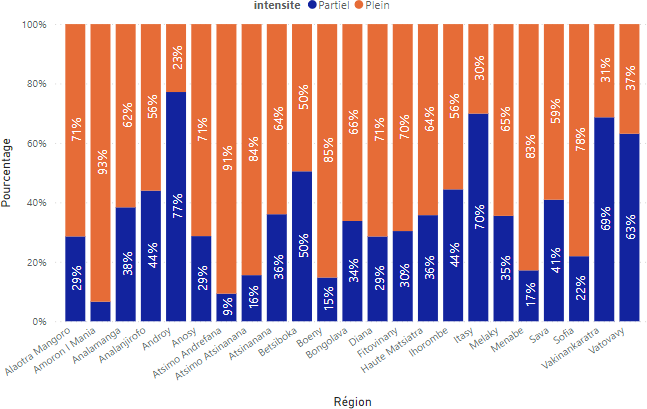 intensite Partiel Plein
100%
80%
60%
40%
20%
0%
Pourcentage
71% 93% 62% 56% 23% 71% 91% 84% 64% 50% 85% 66% 71% 70% 64% 56% 30% 65% 83% 59% 78% 31% 37%
29% 38% 44% 77% 29% 9% 16% 36% 50% 15% 34% 29% 30% 36% 44% 70% 35% 17% 41% 22% 69% 63%
Alaotra Mangoro
Amoron I Mania
Analamanga
Analanjirofo
Androy
Anosy
Atsimo Andrefana
Atsimo Atsinanana
Atsinanana
Betsiboka
Boeny
Bongolava
Diana
Fitovinany
Haute Matsiatra
Ihorombe
Itasy
Melaky
Menabe
Sava
Sofia
Vakinankaratra
Vatovavy
Région